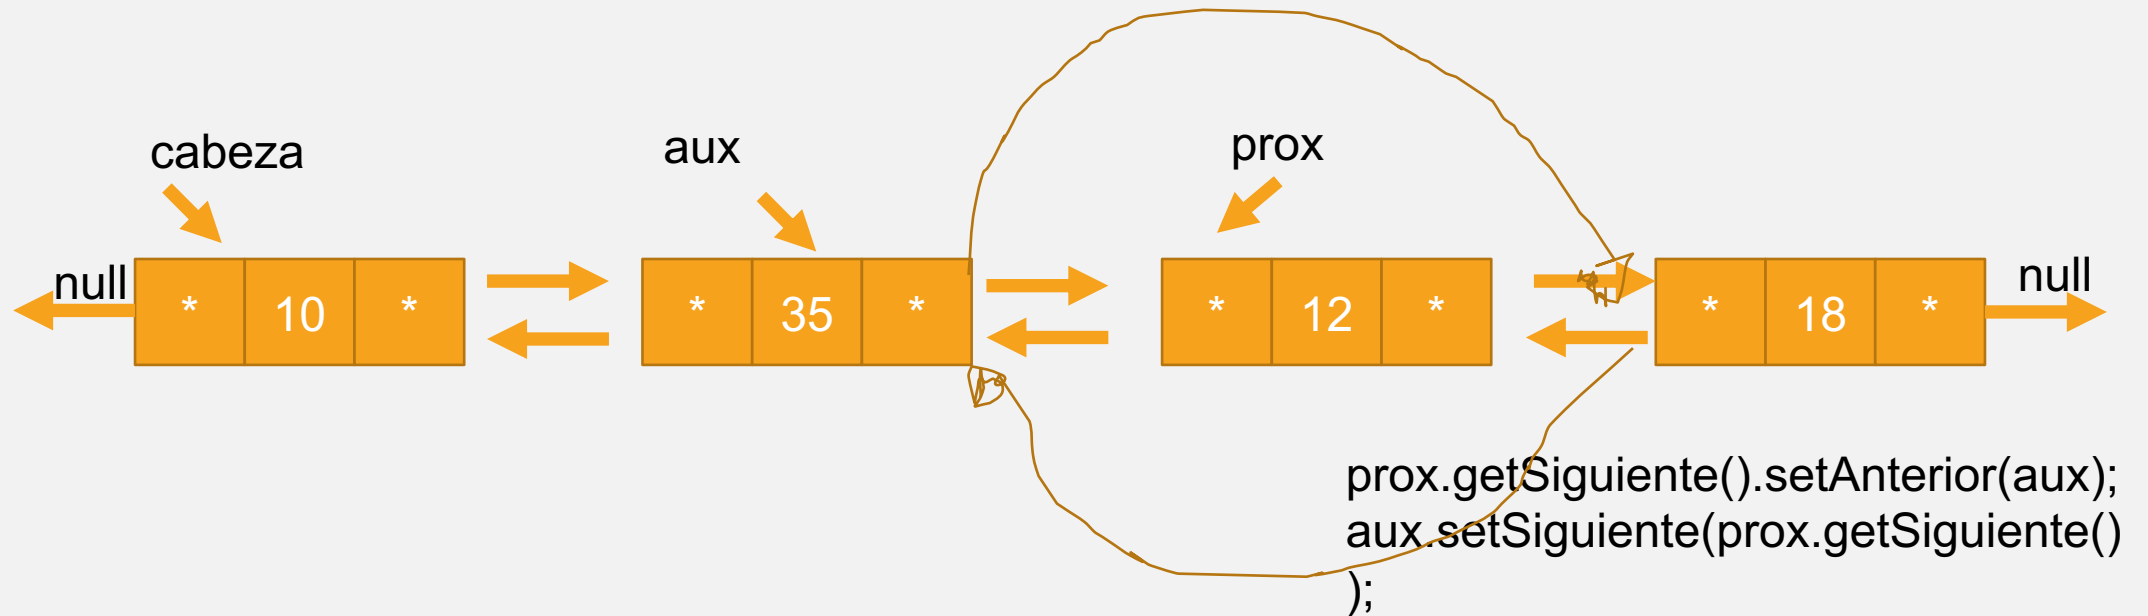 cabeza
aux
prox
null
* 10 *
* 35 *
* 12 *
* 18 *
null
prox.getSiguiente().setAnterior(aux);
aux.setSiguiente(prox.getSiguiente()
);